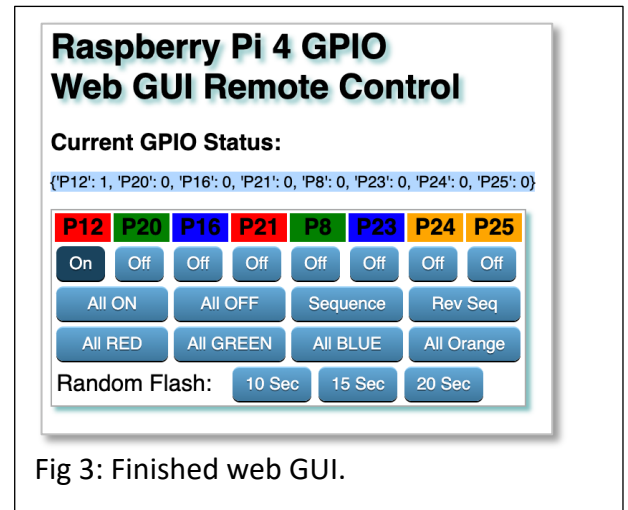 Raspberry Pi 4 GPIO
Web GUI Remote Control
Current GPIO Status:
{'P12': 1, 'P20': 0, 'P16': 0, 'P21': 0, 'P8': 0, 'P23': 0, 'P24': 0, 'P25': 0}
P12 P20 P16 P21 P8 P23 P24 P25
On Off Off Off Off Off Off Off
All ON All OFF Sequence Rev Seq
All RED All GREEN All BLUE All Orange
Random Flash: 10 Sec 15 Sec 20 Sec
Fig 3: Finished web GUI.